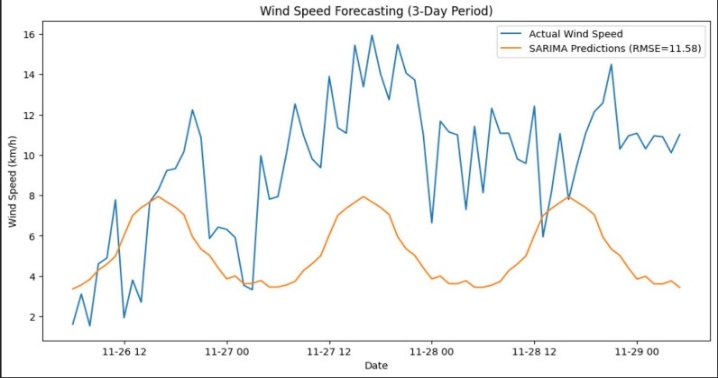 Wind Speed Forecasting (3-Day Period)
Actual Wind Speed
SARIMA Predictions (RMSE=11.58)
16
14
12
10
8
6
4
2
Wind Speed (km/h)
11-26 12
11-27 00
11-27 12
11-28 00
11-28 12
11-29 00
Date